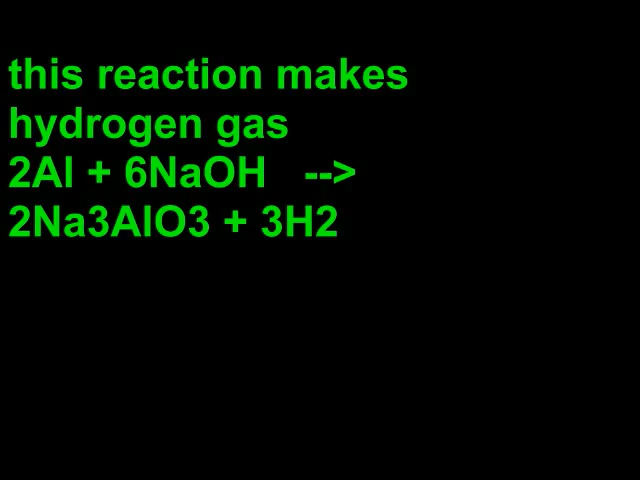 this reaction makes
hydrogen gas
2Al + 6NaOH   -->
2Na3AlO3 + 3H2